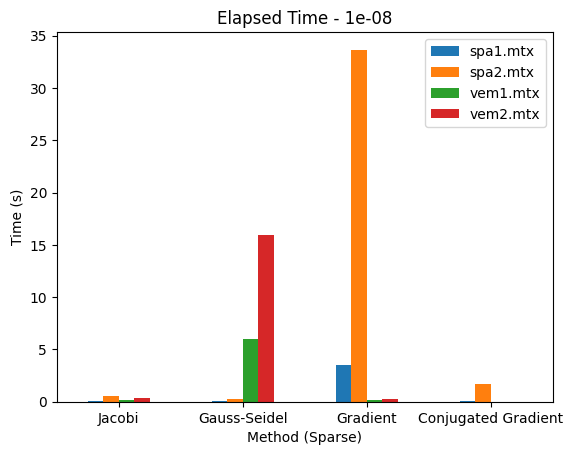 Elapsed Time - 1e-08
spa1.mtx
spa2.mtx
vem1.mtx
vem2.mtx
Time (s)
35
30
25
20
15
10
5
0
Jacobi Gauss-Seidel Gradient Conjugated Gradient
Method (Sparse)